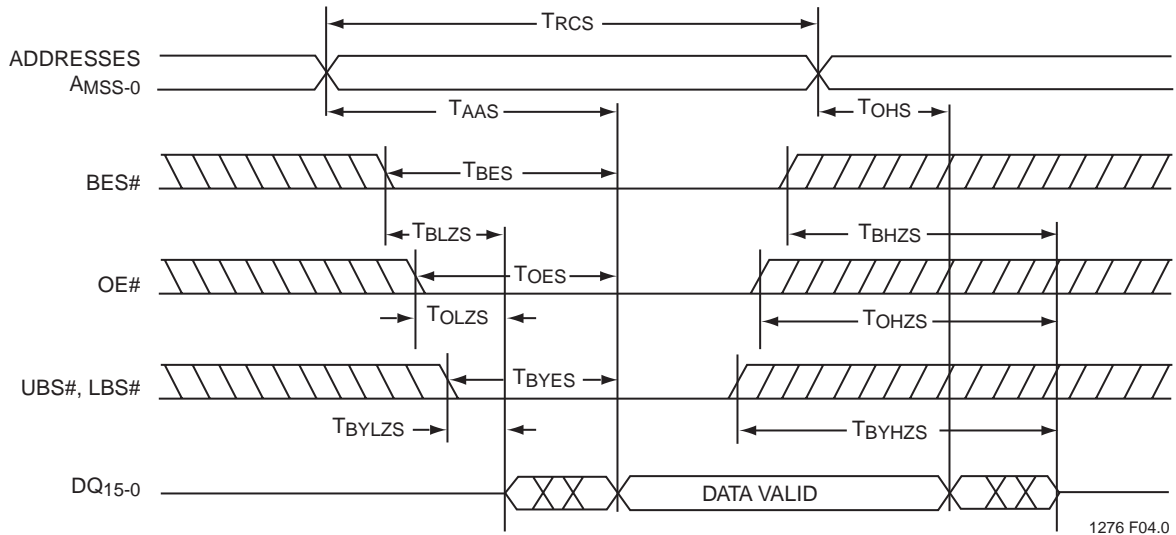 TRCS
ADDRESSES
AMSS-0
TAAS
TOHS
BES#
TBES
TBLZS
TBHZS
OE#
TOES
TOLZS
TOHZS
UBS#, LBS#
TBYES
TBYLZS
TBYHZS
DQ15-0
DATA VALID
1276 F04.0